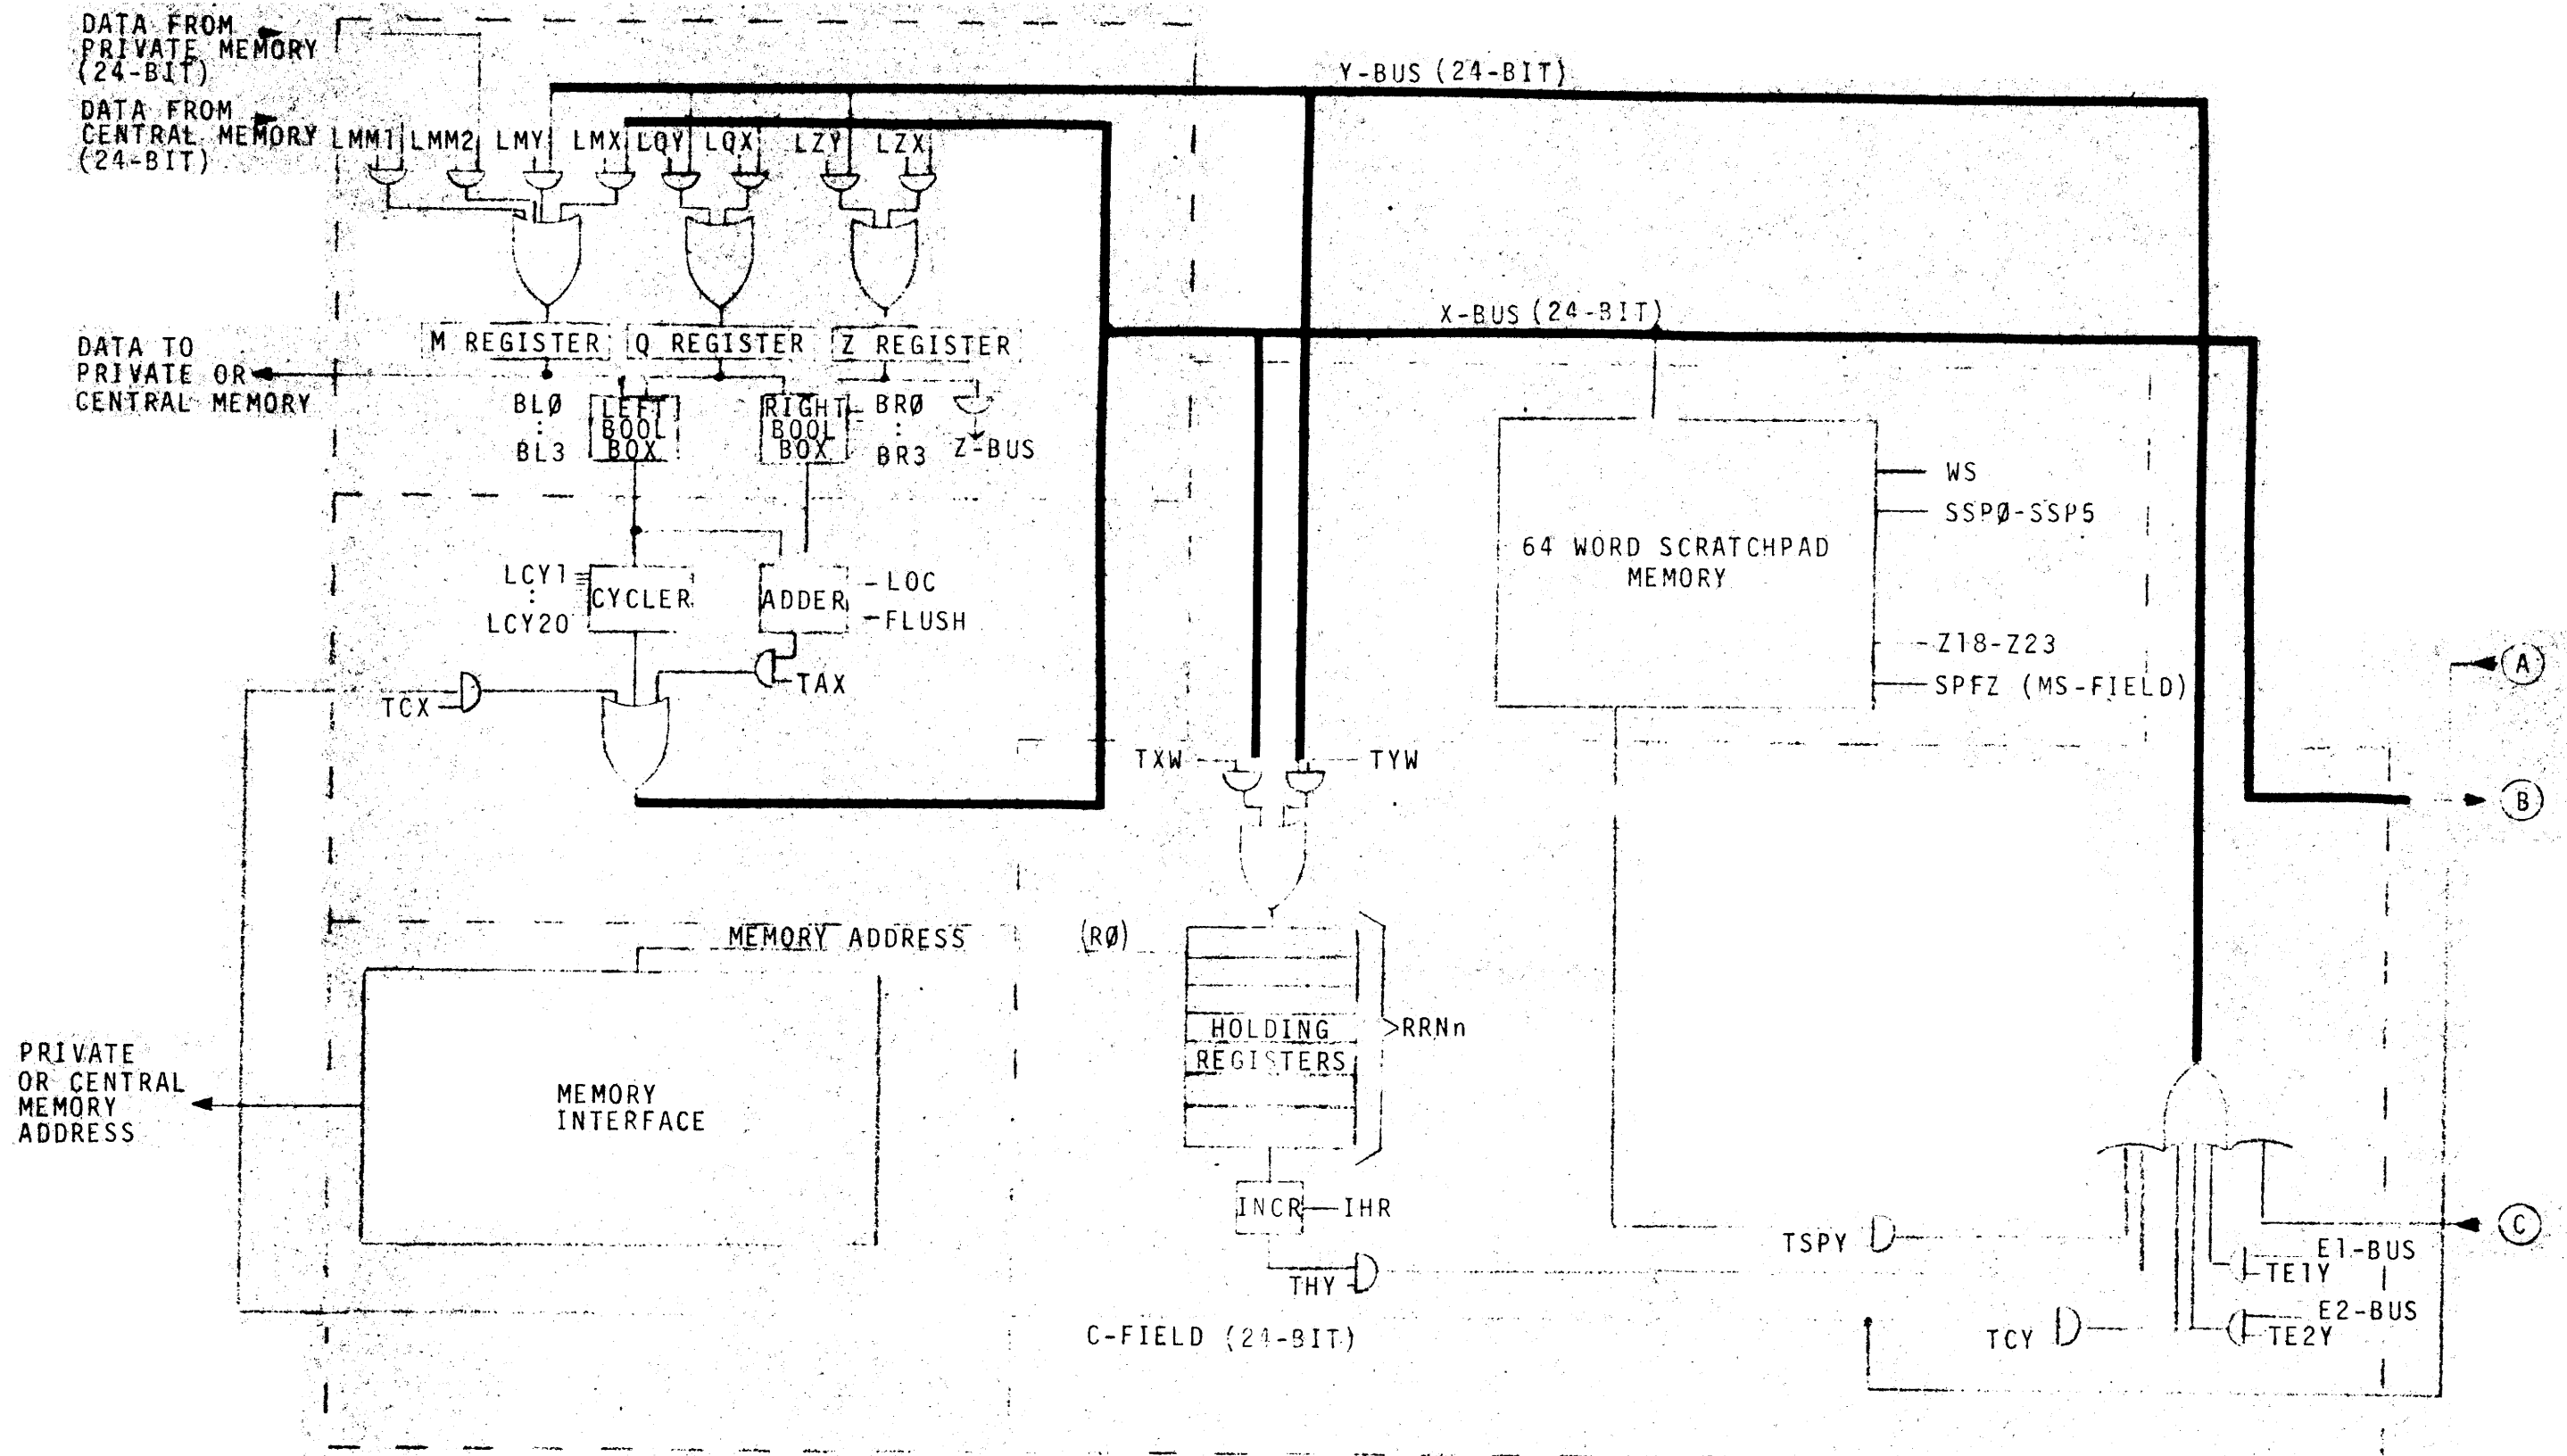 DATA FROM
PRIVATE MEMORY
(24-BIT)
DATA FROM
CENTRAL MEMORY
(24-BIT)
LMM1 LMM2 LMY LMX LQY LQX LZY LZX
Y-BUS (24-BIT)
X-BUS (24-BIT)
M REGISTER
Q REGISTER
Z REGISTER
DATA TO
PRIVATE OR
CENTRAL MEMORY
BLØ
:
BL3
LEFT
BOOL
BOX
RIGHT
BOOL
BOX
BRØ
:
BR3
Z-BUS
LCY1
:
LCY20
CYCLER
ADDER
LOC
FLUSH
TCX
TAX
64 WORD SCRATCHPAD
MEMORY
WS
SSPØ-SSP5
Z18-Z23
SPFZ (MS-FIELD)
A
B
TXW
TYW
MEMORY ADDRESS
(RØ)
HOLDING
REGISTERS
RRNn
PRIVATE
OR CENTRAL
MEMORY
ADDRESS
MEMORY
INTERFACE
INCR
IHR
THY
C-FIELD (24-BIT)
TSPY
TCY
C
E1-BUS
TE1Y
E2-BUS
TE2Y